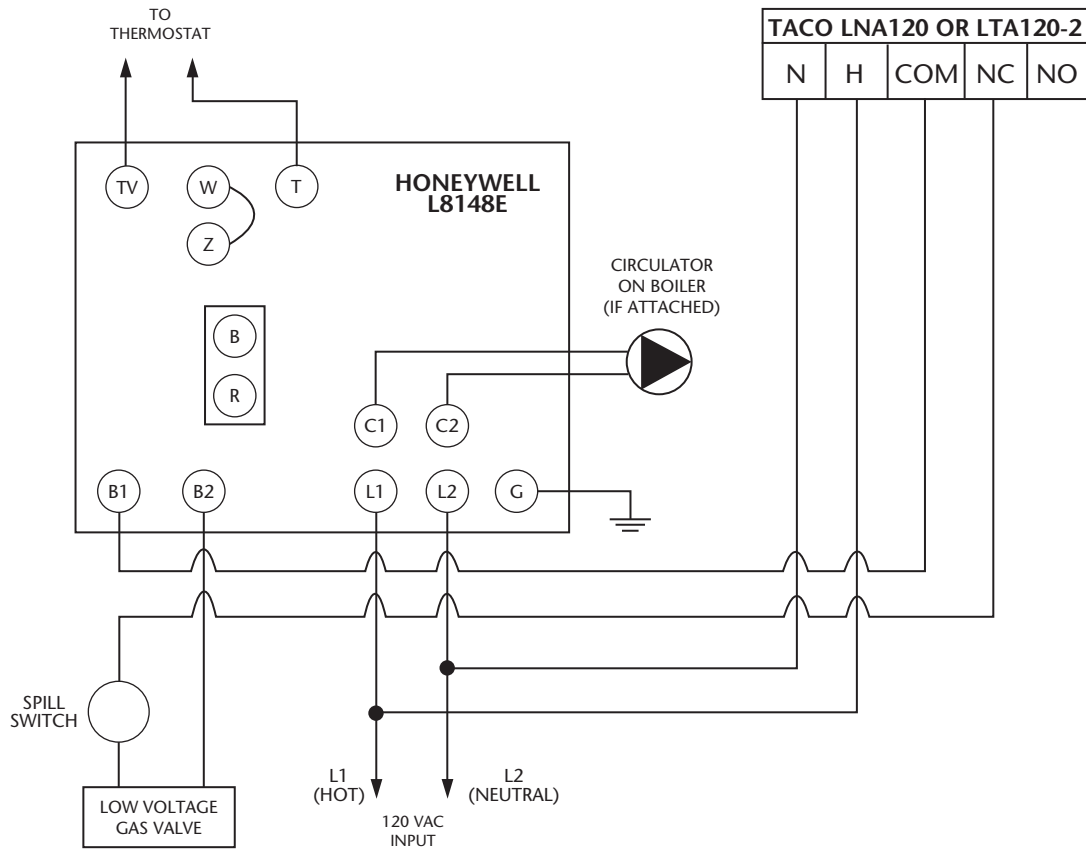 TO
THERMOSTAT
TACO LNA120 OR LTA120-2
N H COM NC NO
TV W T
HONEYWELL
L8148E
Z
CIRCULATOR
ON BOILER
(IF ATTACHED)
B
R
C1 C2
B1 B2 L1 L2 G
SPILL
SWITCH
L1
(HOT)
L2
(NEUTRAL)
120 VAC
INPUT
LOW VOLTAGE
GAS VALVE